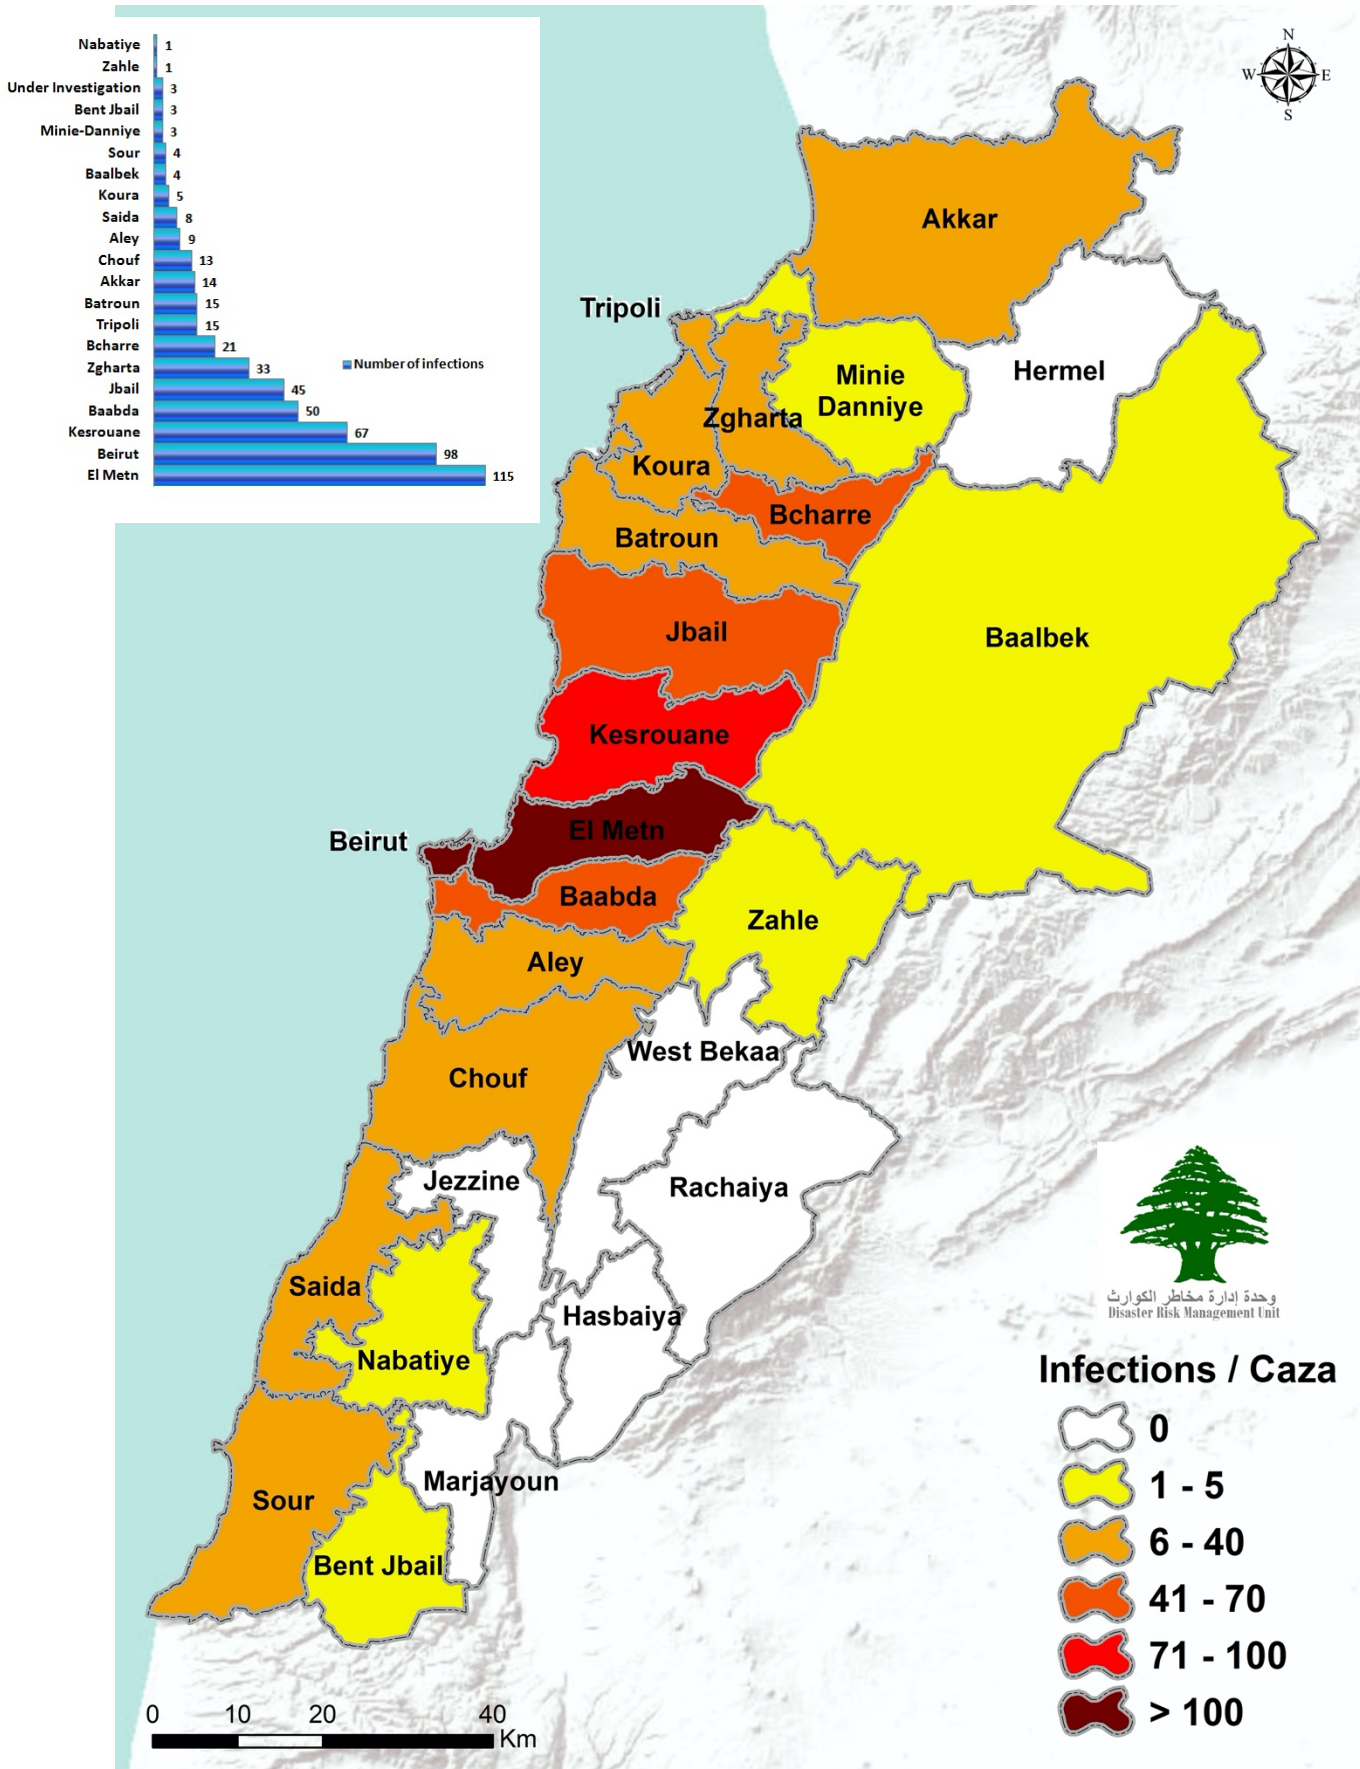 Nabatiye 1
Zahle 1
Under Investigation 3
Bent Jbail 3
Minie-Danniye 3
Sour 4
Baalbek 4
Koura 5
Saida 8
Aley 9
Chouf 13
Akkar 14
Batroun 15
Tripoli 15
Bcharre 21
Zgharta 33
Jbail 45
Baabda 50
Kesrouane 67
Beirut 98
El Metn 115
Number of infections
N
W E
S
Akkar
Tripoli
Hermel
Minie
Danniye
Zgharta
Koura
Bcharre
Batroun
Jbail
Baalbek
Kesrouane
El Metn
Beirut
Baabda
Zahle
Aley
West Bekaa
Chouf
Jezzine
Rachaiya
Saida
Hasbaiya
Nabatiye
Marjayoun
Sour
Bent Jbail
وحدة إدارة مخاطر الكوارث
Disaster Risk Management Unit
Infections / Caza
0
1 - 5
6 - 40
41 - 70
71 - 100
> 100
0 10 20 40
Km